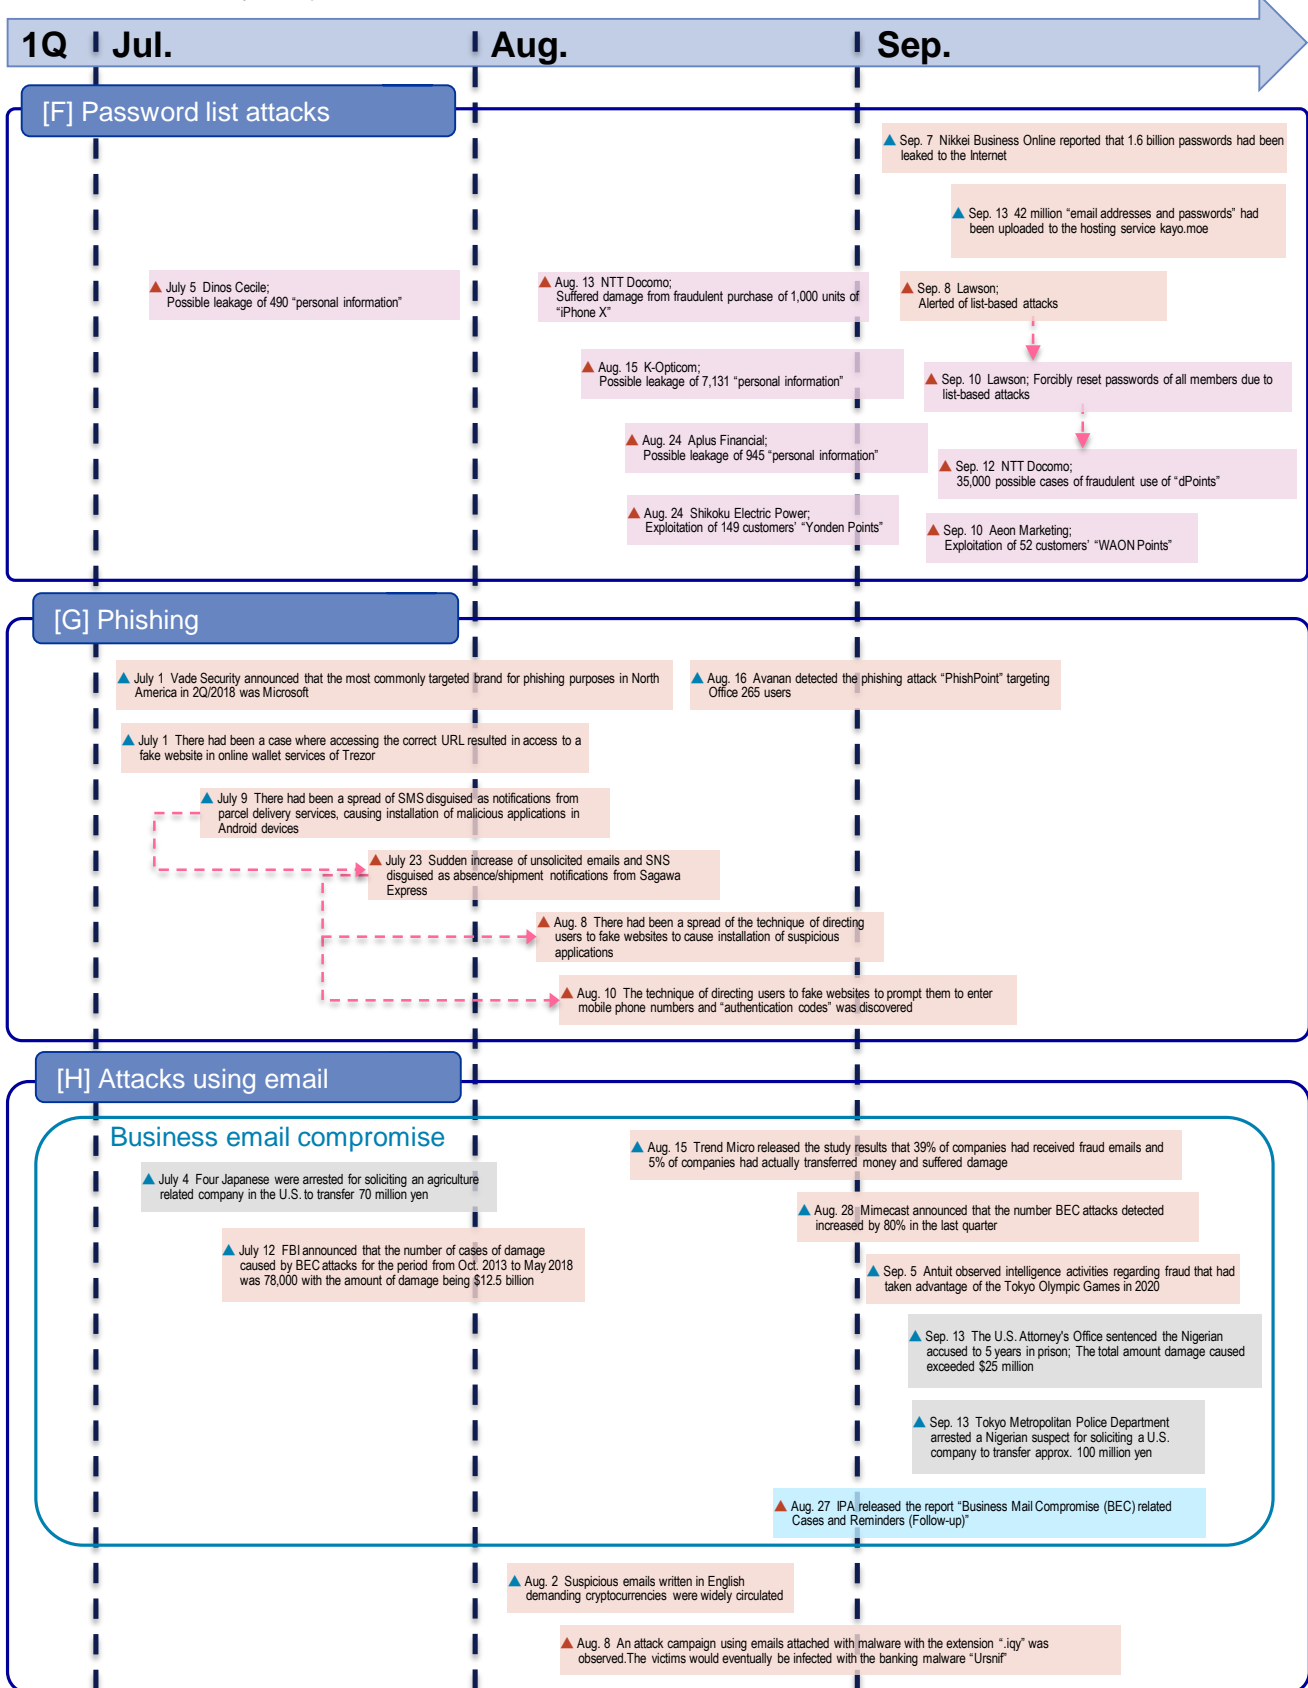 1Q Jul. Aug. Sep.
[F] Password list attacks
▲ Sep. 7 Nikkei Business Online reported that 1.6 billion passwords had been
leaked to the Internet
▲ Sep. 13 42 million “email addresses and passwords” had
been uploaded to the hosting service kayo.moe
▲ July 5 Dinos Cecile;
Possible leakage of 490 “personal information”
▲ Aug. 13 NTT Docomo;
Suffered damage from fraudulent purchase of 1,000 units of
“iPhone X”
▲ Sep. 8 Lawson;
Alerted of list-based attacks
▲ Aug. 15 K-Opticom;
Possible leakage of 7,131 “personal information”
▲ Sep. 10 Lawson; Forcibly reset passwords of all members due to
list-based attacks
▲ Aug. 24 Aplus Financial;
Possible leakage of 945 “personal information”
▲ Sep. 12 NTT Docomo;
35,000 possible cases of fraudulent use of “dPoints”
▲ Aug. 24 Shikoku Electric Power;
Exploitation of 149 customers’ “Yonden Points”
▲ Sep. 10 Aeon Marketing;
Exploitation of 52 customers’ “WAON Points”
[G] Phishing
▲ July 1 Vade Security announced that the most commonly targeted brand for phishing purposes in North
America in 2Q/2018 was Microsoft
▲ Aug. 16 Avanan detected the phishing attack “PhishPoint” targeting
Office 265 users
▲ July 1 There had been a case where accessing the correct URL resulted in access to a
fake website in online wallet services of Trezor
▲ July 9 There had been a spread of SMS disguised as notifications from
parcel delivery services, causing installation of malicious applications in
Android devices
▲ July 23 Sudden increase of unsolicited emails and SNS
disguised as absence/shipment notifications from Sagawa
Express
▲ Aug. 8 There had been a spread of the technique of directing
users to fake websites to cause installation of suspicious
applications
▲ Aug. 10 The technique of directing users to fake websites to prompt them to enter
mobile phone numbers and “authentication codes” was discovered
[H] Attacks using email
Business email compromise
▲ Aug. 15 Trend Micro released the study results that 39% of companies had received fraud emails and
5% of companies had actually transferred money and suffered damage
▲ July 4 Four Japanese were arrested for soliciting an agriculture
related company in the U.S. to transfer 70 million yen
▲ Aug. 28 Mimecast announced that the number BEC attacks detected
increased by 80% in the last quarter
▲ July 12 FBI announced that the number of cases of damage
caused by BEC attacks for the period from Oct. 2013 to May 2018
was 78,000 with the amount of damage being $12.5 billion
▲ Sep. 5 Antuit observed intelligence activities regarding fraud that had
taken advantage of the Tokyo Olympic Games in 2020
▲ Sep. 13 The U.S. Attorney's Office sentenced the Nigerian
accused to 5 years in prison; The total amount damage caused
exceeded $25 million
▲ Sep. 13 Tokyo Metropolitan Police Department
arrested a Nigerian suspect for soliciting a U.S.
company to transfer approx. 100 million yen
▲ Aug. 27 IPA released the report “Business Mail Compromise (BEC) related
Cases and Reminders (Follow-up)”
▲ Aug. 2 Suspicious emails written in English
demanding cryptocurrencies were widely circulated
▲ Aug. 8 An attack campaign using emails attached with malware with the extension “.iqy” was
observed.The victims would eventually be infected with the banking malware “Ursnif”